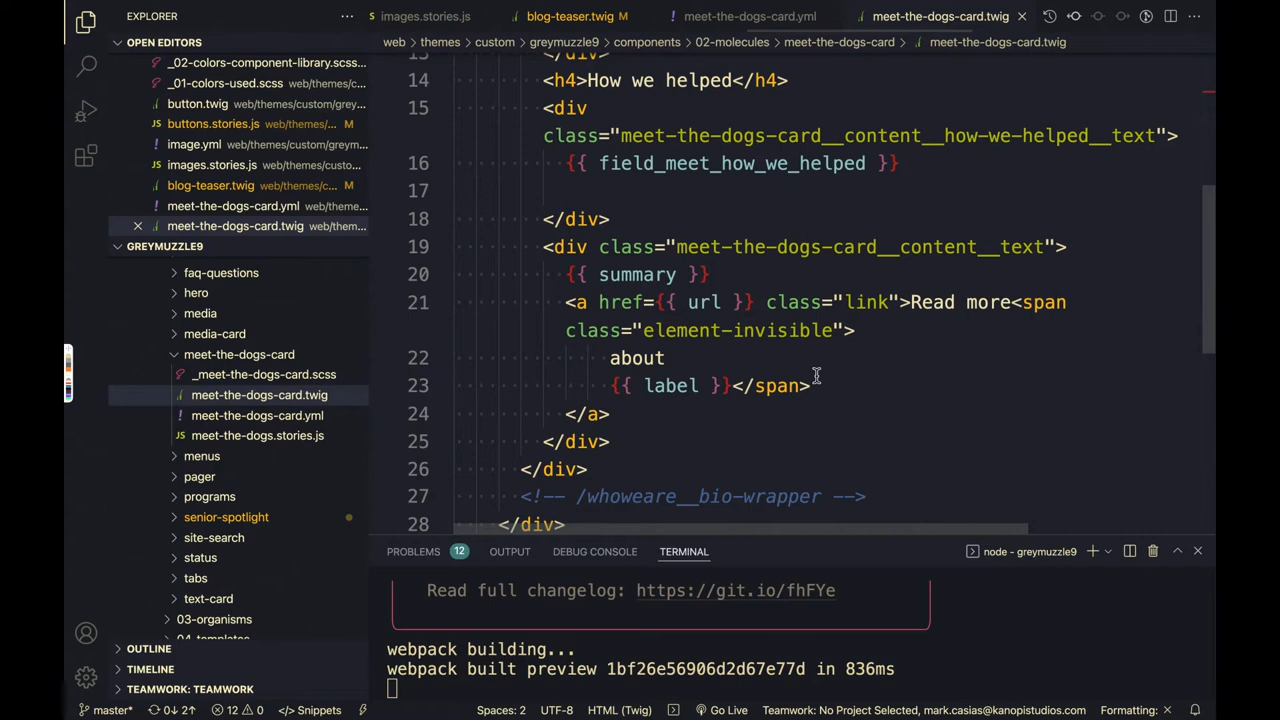 EXPLORER
···
images.stories.js
blog-teaser.twig M
! meet-the-dogs-card.yml
meet-the-dogs-card.twig ×
OPEN EDITORS
_02-colors-component-library.scss...
_01-colors-used.scss web/themes/cust...
button.twig web/themes/custom/grey...
JS buttons.stories.js web/themes/... M
! image.yml web/themes/custom/greym...
JS images.stories.js web/themes/custo...
blog-teaser.twig web/themes/c... M
! meet-the-dogs-card.yml web/theme...
× meet-the-dogs-card.twig web/them...
GREYMUZZLE9
faq-questions
hero
media
media-card
meet-the-dogs-card
_meet-the-dogs-card.scss
meet-the-dogs-card.twig
! meet-the-dogs-card.yml
JS meet-the-dogs.stories.js
menus
pager
programs
senior-spotlight
site-search
status
tabs
text-card
03-organisms
04-templates
OUTLINE
TIMELINE
TEAMWORK: TEAMWORK
web > themes > custom > greymuzzle9 > components > 02-molecules > meet-the-dogs-card > meet-the-dogs-card.twig
13 </div>
14 <h4>How we helped</h4>
15 <div
class="meet-the-dogs-card__content__how-we-helped__text">
16 {{ field_meet_how_we_helped }}
17
18 </div>
19 <div class="meet-the-dogs-card__content__text">
20 {{ summary }}
21 <a href={{ url }} class="link">Read more<span
class="element-invisible">
22 about
23 {{ label }}</span>
24 </a>
25 </div>
26 </div>
27 <!-- /whoweare__bio-wrapper -->
28 </div>
PROBLEMS 12 OUTPUT DEBUG CONSOLE TERMINAL node - greymuzzle9
Read full changelog: https://git.io/fhFYe
webpack building...
webpack built preview 1bf26e56906d2d67e77d in 836ms
master* 0↓ 2↑ 12 0 </> Snippets Spaces: 2 UTF-8 HTML (Twig) Go Live Teamwork: No Project Selected, mark.casias@kanopistudios.com Formatting: ×